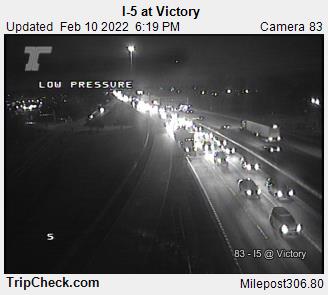 I-5 at Victory
Updated Feb 10 2022 6:19 PM Camera 83
T
LOW PRESSURE
S
83 - I5 @ Victory
TripCheck.com Milepost306.80